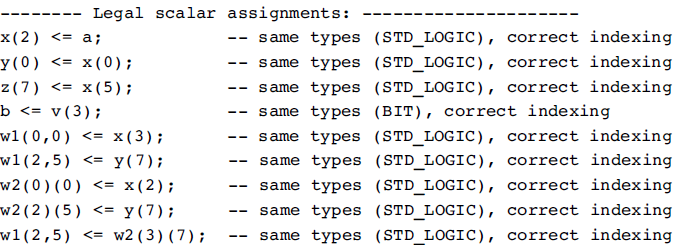 -------- Legal scalar assignments: ---------------------
x(2) <= a; -- same types (STD_LOGIC), correct indexing
y(0) <= x(0); -- same types (STD_LOGIC), correct indexing
z(7) <= x(5); -- same types (STD_LOGIC), correct indexing
b <= v(3); -- same types (BIT), correct indexing
w1(0,0) <= x(3); -- same types (STD_LOGIC), correct indexing
w1(2,5) <= y(7); -- same types (STD_LOGIC), correct indexing
w2(0)(0) <= x(2); -- same types (STD_LOGIC), correct indexing
w2(2)(5) <= y(7); -- same types (STD_LOGIC), correct indexing
w1(2,5) <= w2(3)(7); -- same types (STD_LOGIC), correct indexing